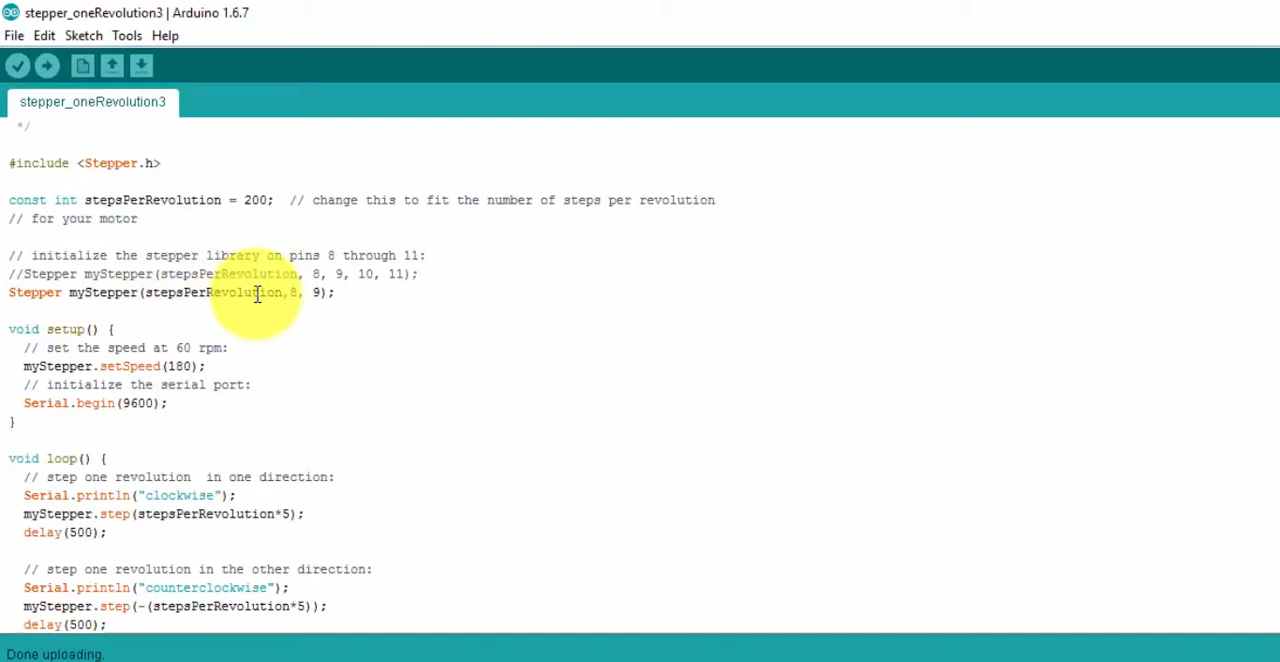 stepper_oneRevolution3 | Arduino 1.6.7
File Edit Sketch Tools Help
stepper_oneRevolution3
*/
#include <Stepper.h>
const int stepsPerRevolution = 200;  // change this to fit the number of steps per revolution
// for your motor
// initialize the stepper library on pins 8 through 11:
//Stepper myStepper(stepsPerRevolution, 8, 9, 10, 11);
Stepper myStepper(stepsPerRevolution,8, 9);
void setup() {
  // set the speed at 60 rpm:
  myStepper.setSpeed(180);
  // initialize the serial port:
  Serial.begin(9600);
}
void loop() {
  // step one revolution  in one direction:
  Serial.println("clockwise");
  myStepper.step(stepsPerRevolution*5);
  delay(500);
  // step one revolution in the other direction:
  Serial.println("counterclockwise");
  myStepper.step(-(stepsPerRevolution*5));
  delay(500);
Done uploading.